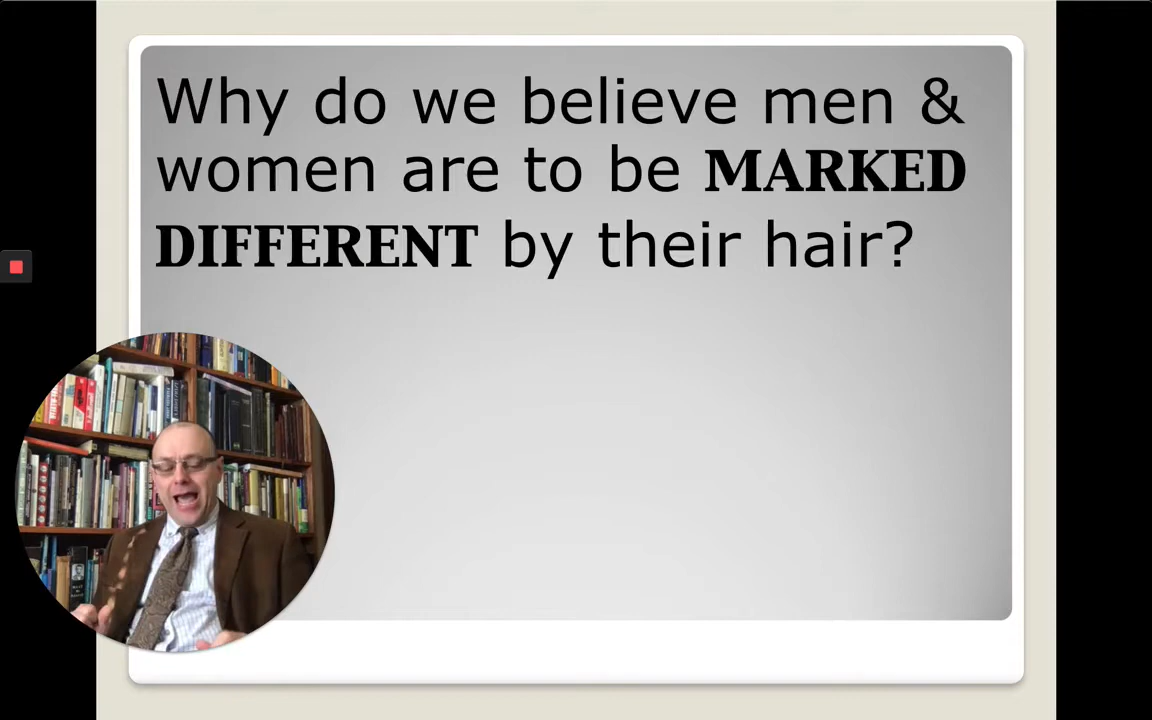 Why do we believe men &
women are to be MARKED
DIFFERENT by their hair?